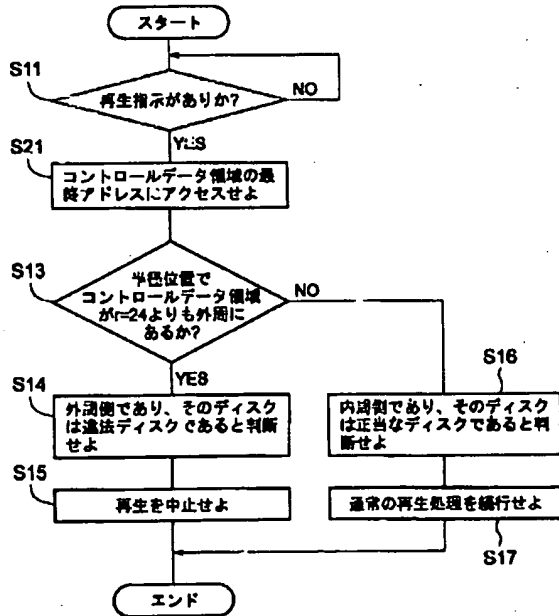 スタート
S11
再生指示がありか?
NO
YES
S21
コントロールデータ領域の最
終アドレスにアクセスせよ
S13
半径位置で
コントロールデータ領域
がr=24よりも外周に
あるか?
NO
YES
S14
外周側であり、そのディスク
は違法ディスクであると判断
せよ
S16
内周側であり、そのディスク
は正当なディスクであると判
断せよ
S15
再生を中止せよ
通常の再生処理を続行せよ
S17
エンド